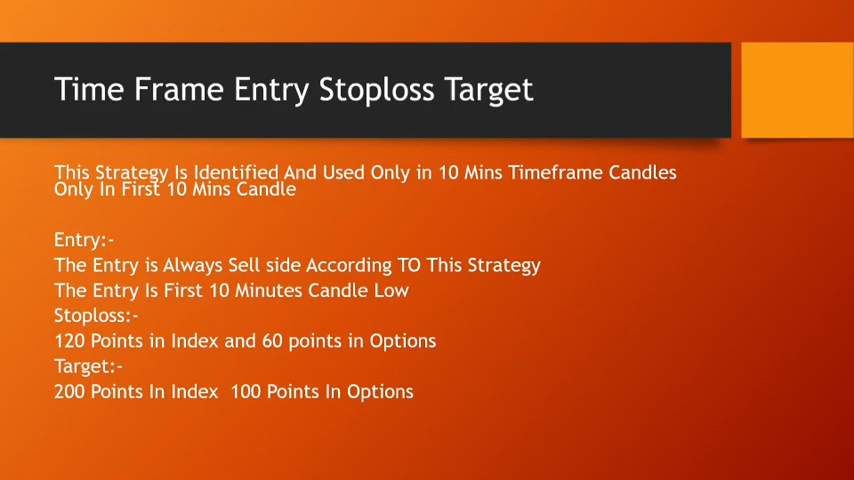 Time Frame Entry Stoploss Target
This Strategy Is Identified And Used Only in 10 Mins Timeframe Candles
Only In First 10 Mins Candle
Entry:-
The Entry is Always Sell side According TO This Strategy
The Entry Is First 10 Minutes Candle Low
Stoploss:-
120 Points in Index and 60 points in Options
Target:-
200 Points In Index  100 Points In Options